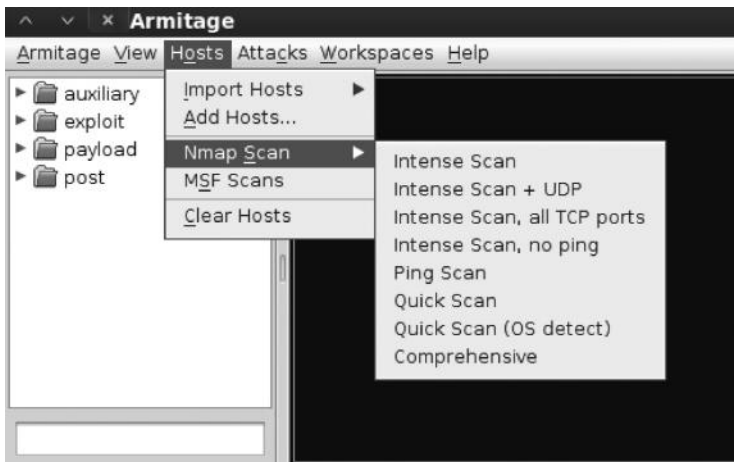 Armitage
Armitage View Hosts Attacks Workspaces Help
auxiliary
exploit
payload
post
Import Hosts
Add Hosts...
Nmap Scan
MSF Scans
Clear Hosts
Intense Scan
Intense Scan + UDP
Intense Scan, all TCP ports
Intense Scan, no ping
Ping Scan
Quick Scan
Quick Scan (OS detect)
Comprehensive